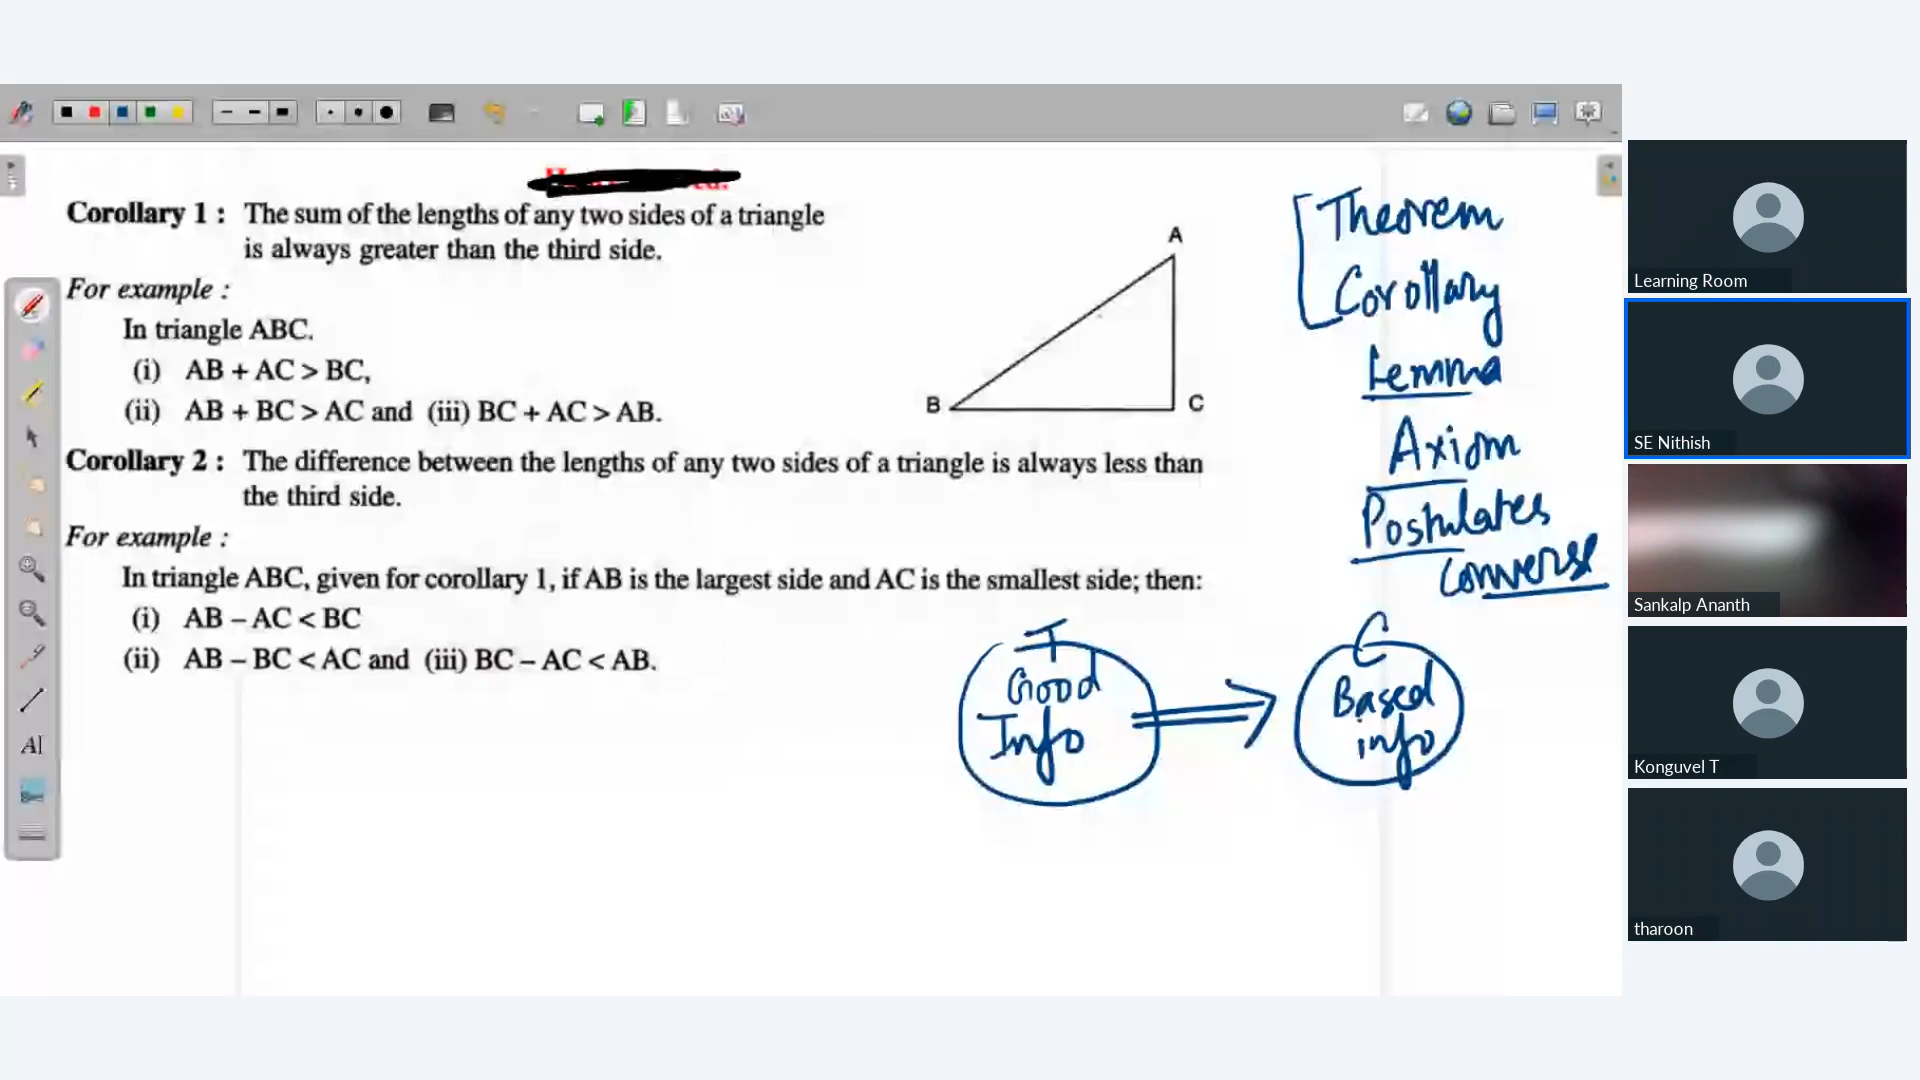 Corollary 1 : The sum of the lengths of any two sides of a triangle
is always greater than the third side.
For example :
In triangle ABC.
(i) AB + AC > BC,
(ii) AB + BC > AC and (iii) BC + AC > AB.
A
B
C
Corollary 2 : The difference between the lengths of any two sides of a triangle is always less than
the third side.
For example :
In triangle ABC, given for corollary 1, if AB is the largest side and AC is the smallest side; then:
(i) AB – AC < BC
(ii) AB – BC < AC and (iii) BC – AC < AB.
Theorem
Corollary
Lemma
Axiom
Postulates
Converse
T
Good
Info
C
Based
info
A
Learning Room
SE Nithish
Sankalp Ananth
Konguvel T
tharoon